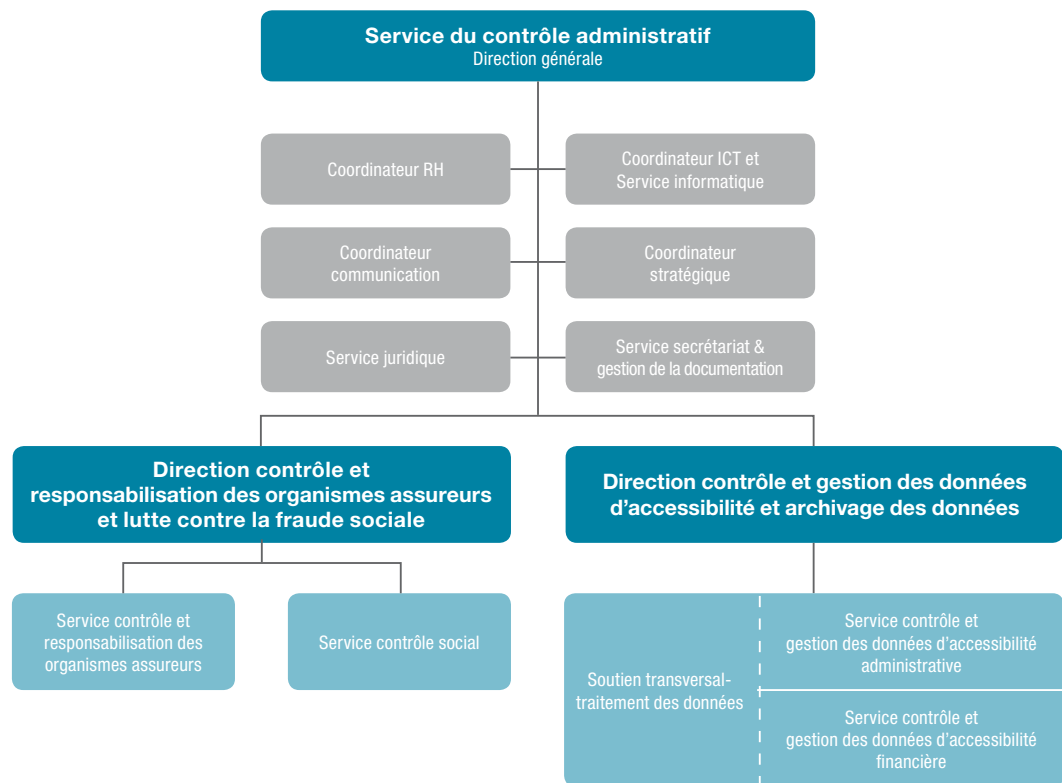 Service du contrôle administratif
Direction générale
Coordinateur RH
Coordinateur ICT et
Service informatique
Coordinateur
communication
Coordinateur
stratégique
Service juridique
Service secrétariat &
gestion de la documentation
Direction contrôle et
responsabilisation des organismes assureurs
et lutte contre la fraude sociale
Direction contrôle et gestion des données
d'accessibilité et archivage des données
Service contrôle et
responsabilisation des
organismes assureurs
Service contrôle social
Soutien transversal-
traitement des données
Service contrôle et
gestion des données d'accessibilité
administrative
Service contrôle et
gestion des données d'accessibilité
financière